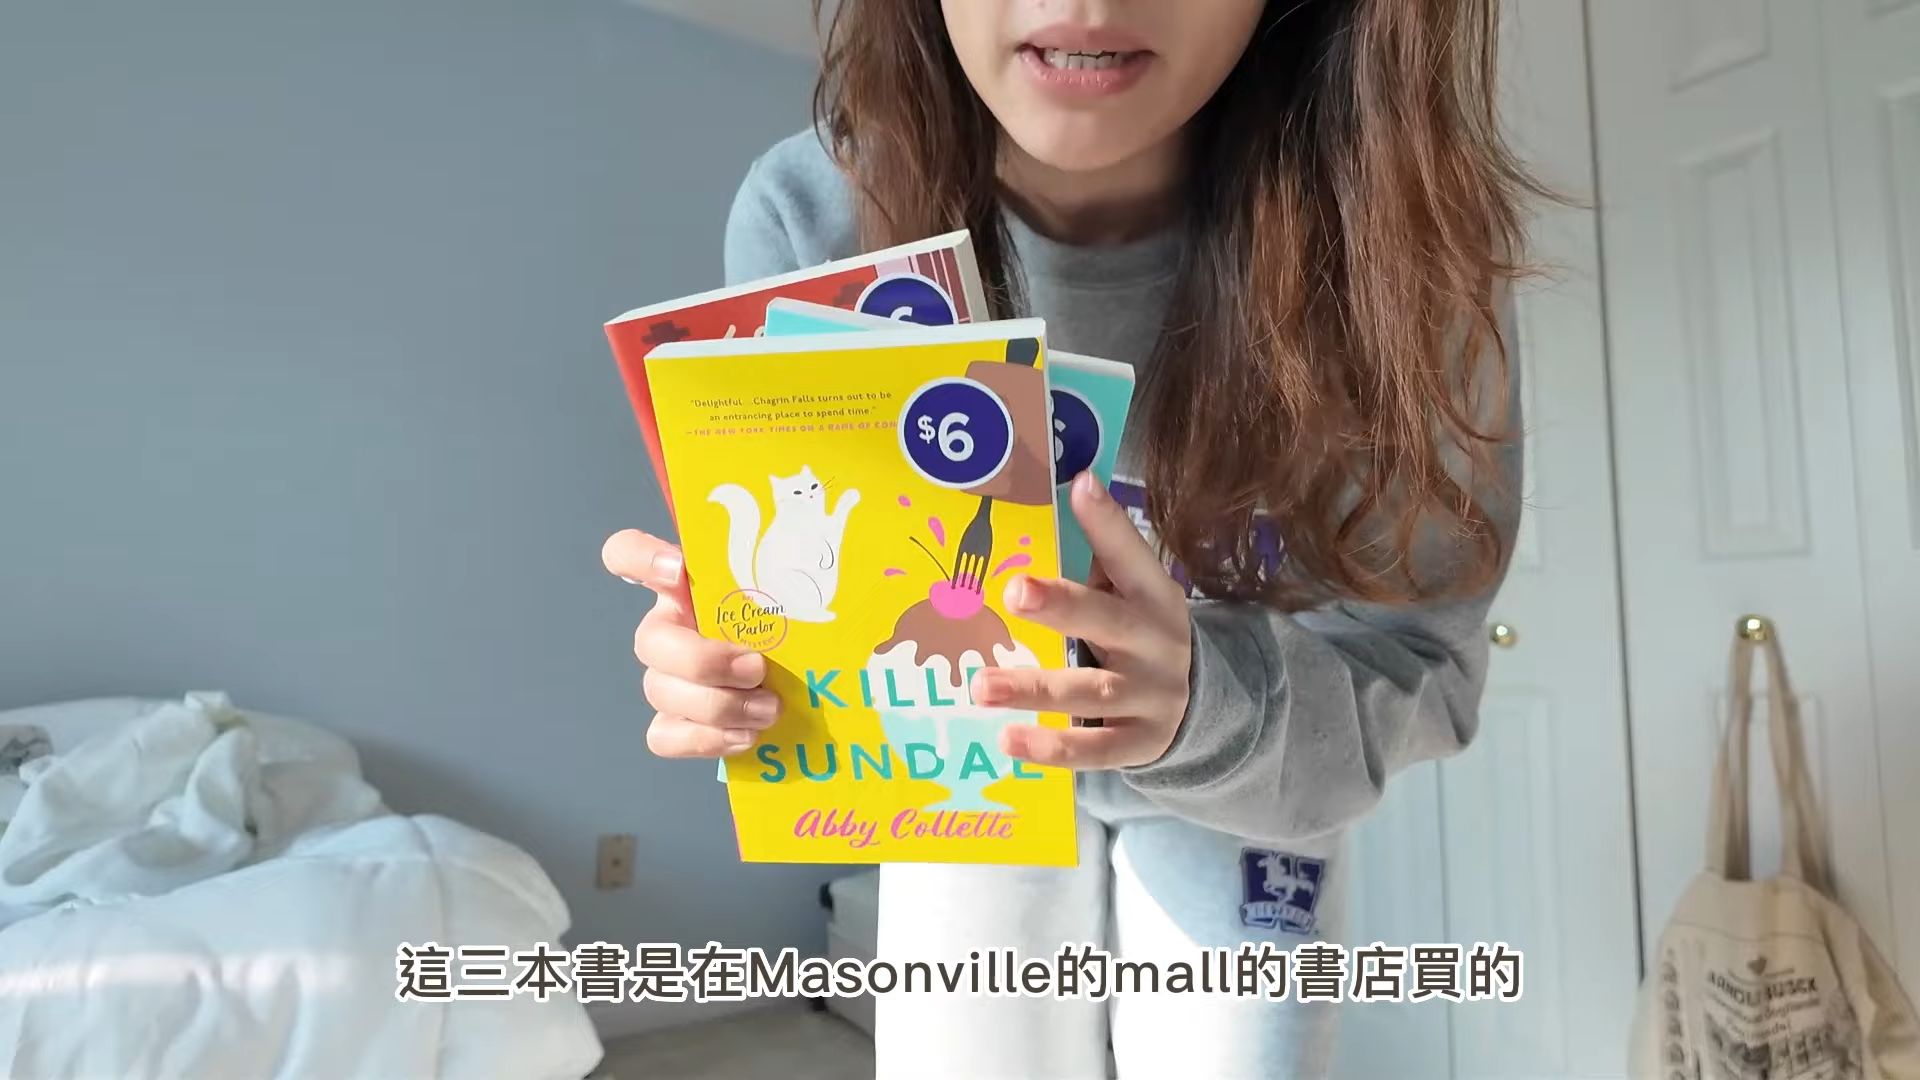 "Delightful...Chagrin Falls turns out to be
an entrancing place to spend time."
—THE NEW YORK TIMES ON A GAME OF CON
$6
Ice Cream
Parlor
KILLE
SUNDAE
Abby Collette
這三本書是在Masonville的mall的書店買的